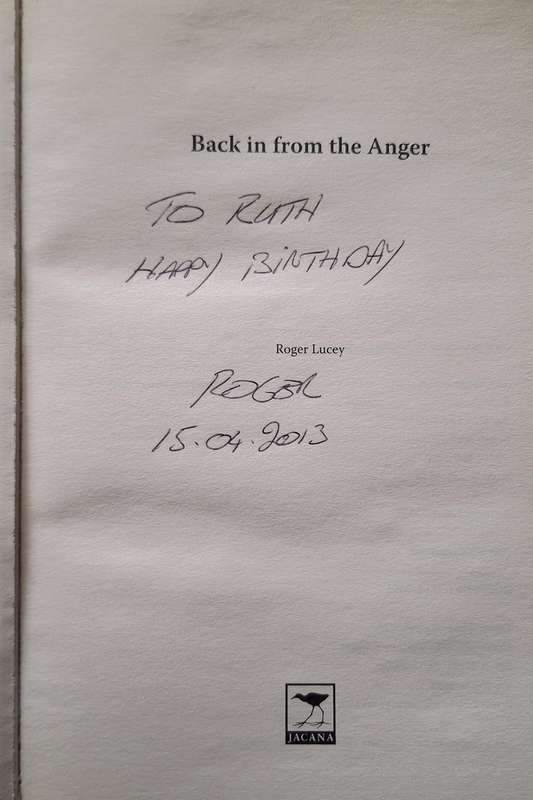 Back in from the Anger
TO RUTH
HAPPY BIRTHDAY
Roger Lucey
ROGER
15.04.2013
JACANA